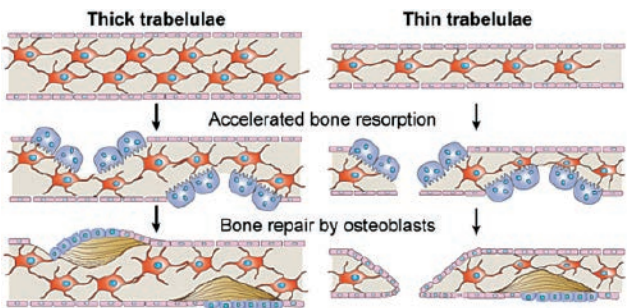 Thick trabelulae
Thin trabelulae
Accelerated bone resorption
Bone repair by osteoblasts